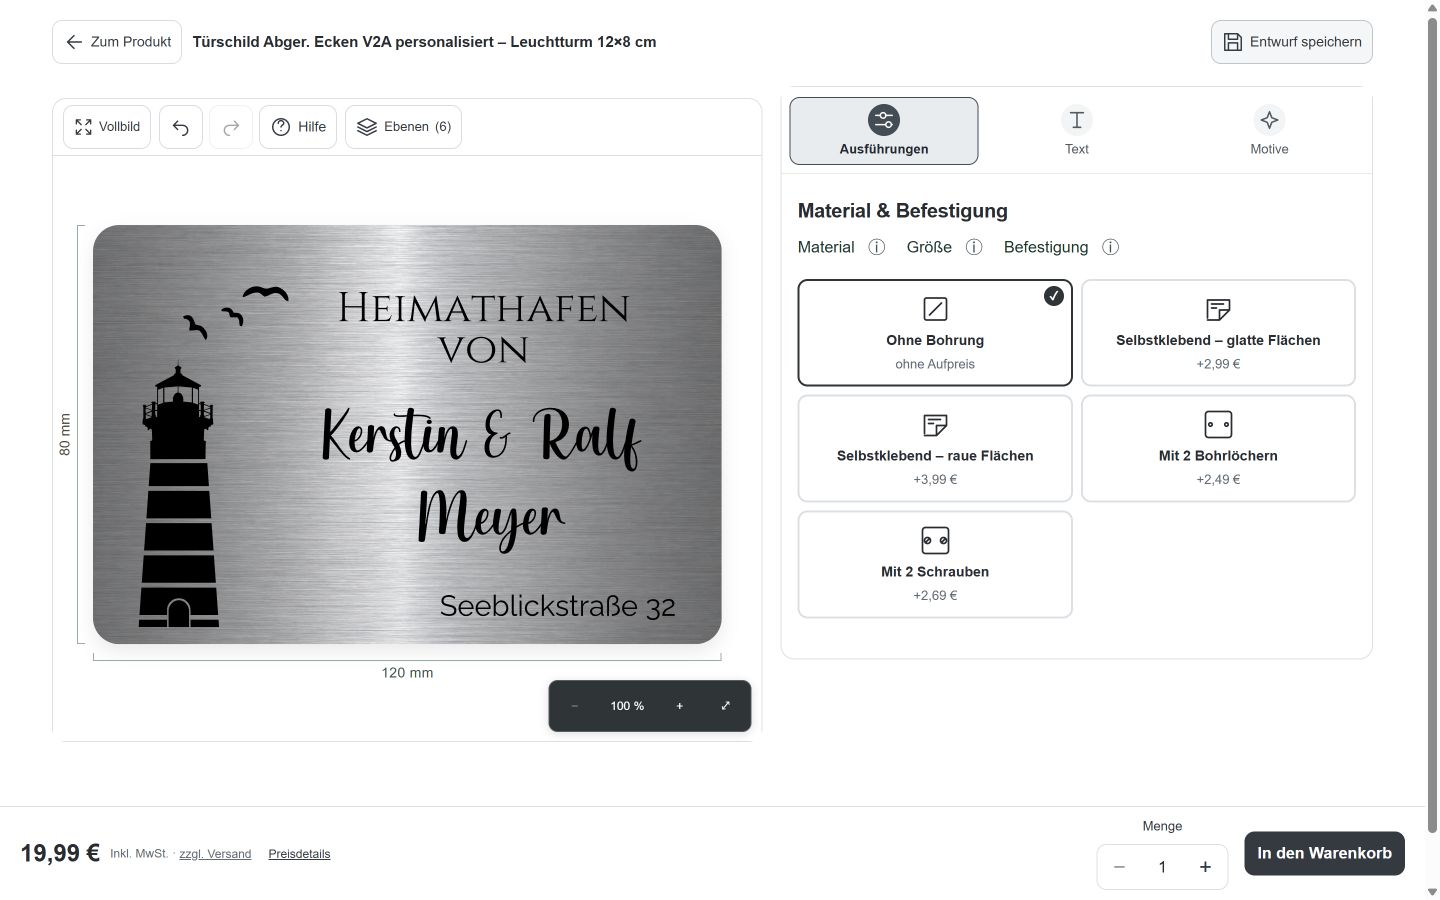 Zum Produkt
Türschild Abger. Ecken V2A personalisiert – Leuchtturm 12×8 cm
Entwurf speichern
Vollbild
Hilfe
Ebenen (6)
Ausführungen
Text
Motive
80 mm
HEIMATHAFEN
VON
Kerstin & Ralf
Meyer
Seeblickstraße 32
120 mm
− 100 % +
Material & Befestigung
Material
Größe
Befestigung
Ohne Bohrung
ohne Aufpreis
Selbstklebend – glatte Flächen
+2,99 €
Selbstklebend – raue Flächen
+3,99 €
Mit 2 Bohrlöchern
+2,49 €
Mit 2 Schrauben
+2,69 €
19,99 € Inkl. MwSt. · zzgl. Versand Preisdetails
Menge
− 1 +
In den Warenkorb